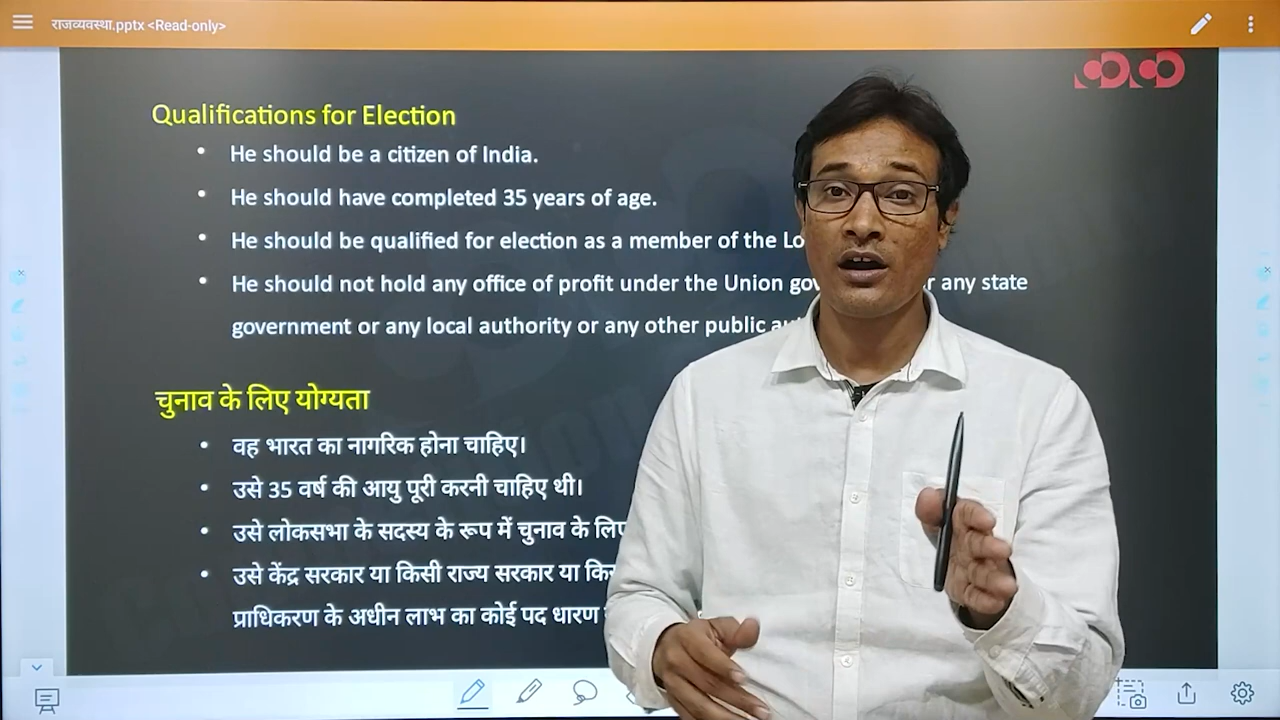 राजव्यवस्था.pptx <Read-only>
Qualifications for Election
• He should be a citizen of India.
• He should have completed 35 years of age.
• He should be qualified for election as a member of the
• He should not hold any office of profit under the Union any state
government or any local authority or any other public
चुनाव के लिए योग्यता
• वह भारत का नागरिक होना चाहिए।
• उसे 35 वर्ष की आयु पूरी करनी चाहिए थी।
• उसे लोकसभा के सदस्य के रूप में चुनाव के
• उसे केंद्र सरकार या किसी राज्य सरकार या
प्राधिकरण के अधीन लाभ का कोई पद धारण